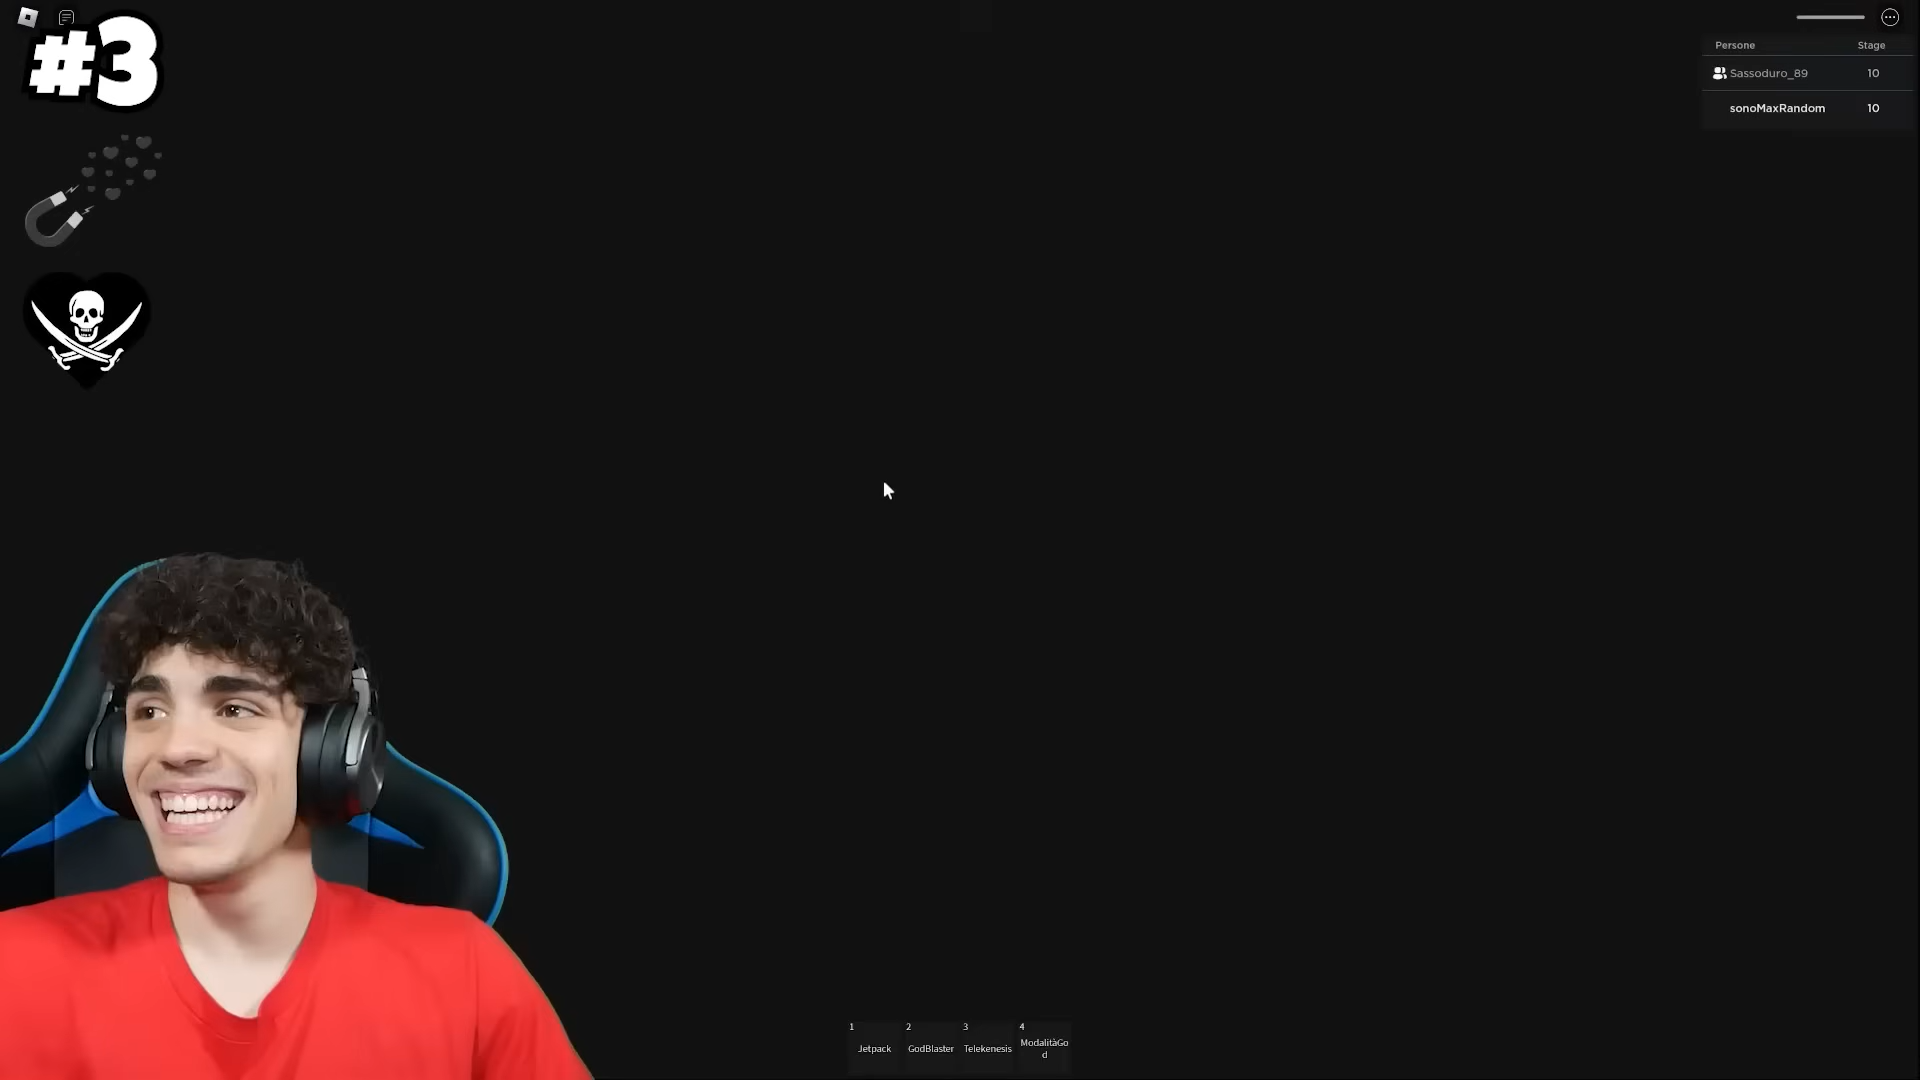 #3
Persone Stage
Sassoduro_89 10
sonoMaxRandom 10
1 2 3 4
Jetpack GodBlaster Telekenesis ModalitàGo
d